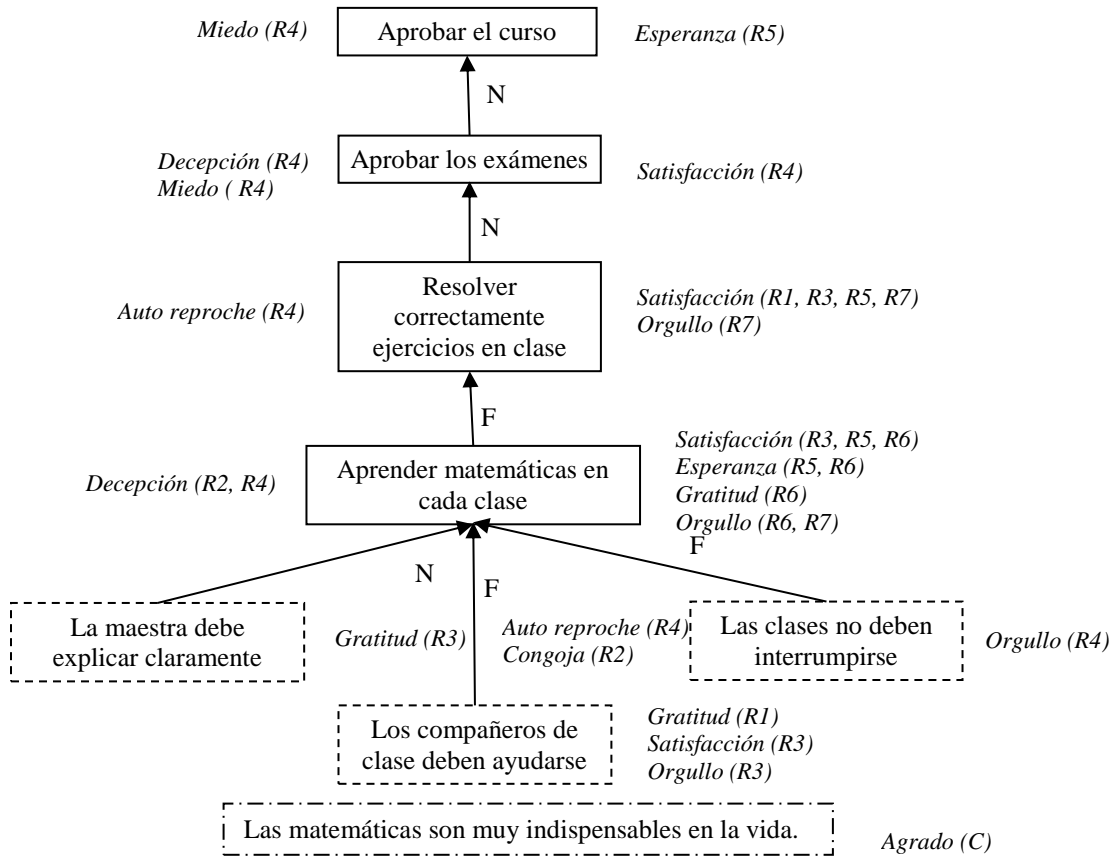 Miedo (R4)
Aprobar el curso
Esperanza (R5)
N
Decepción (R4)
Miedo ( R4)
Aprobar los exámenes
Satisfacción (R4)
N
Auto reproche (R4)
Resolver
correctamente
ejercicios en clase
Satisfacción (R1, R3, R5, R7)
Orgullo (R7)
F
Decepción (R2, R4)
Aprender matemáticas en
cada clase
Satisfacción (R3, R5, R6)
Esperanza (R5, R6)
Gratitud (R6)
Orgullo (R6, R7)
N
F
F
La maestra debe
explicar claramente
Gratitud (R3)
Auto reproche (R4)
Congoja (R2)
Las clases no deben
interrumpirse
Orgullo (R4)
Los compañeros de
clase deben ayudarse
Gratitud (R1)
Satisfacción (R3)
Orgullo (R3)
Las matemáticas son muy indispensables en la vida.
Agrado (C)